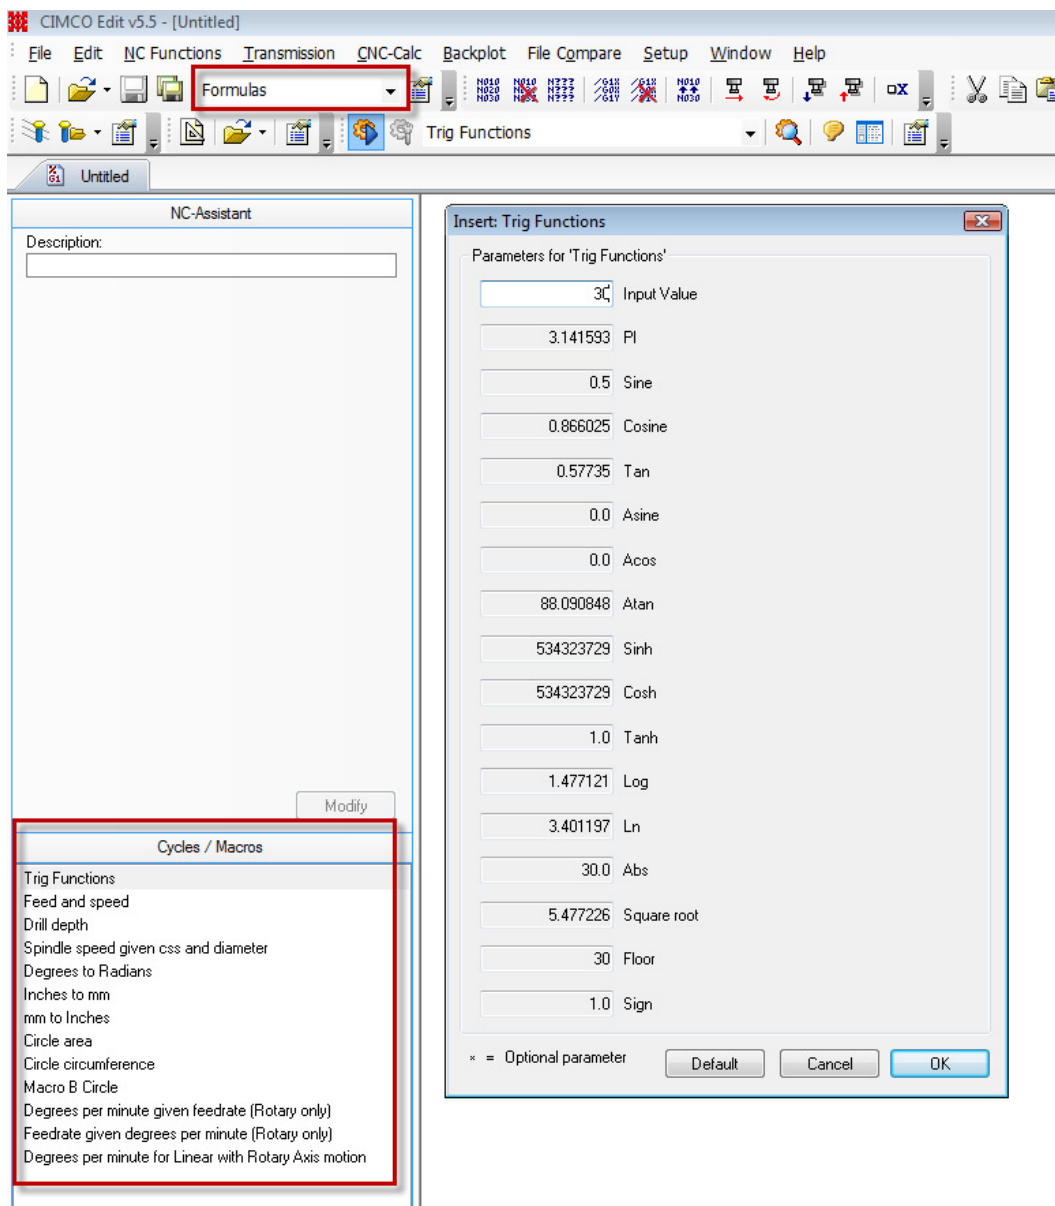 CIMCO Edit v5.5 - [Untitled]
File Edit NC Functions Transmission CNC-Calc Backplot File Compare Setup Window Help
Formulas
Trig Functions
Untitled
NC-Assistant
Description:
Modify
Cycles / Macros
Trig Functions
Feed and speed
Drill depth
Spindle speed given css and diameter
Degrees to Radians
Inches to mm
mm to Inches
Circle area
Circle circumference
Macro B Circle
Degrees per minute given feedrate (Rotary only)
Feedrate given degrees per minute (Rotary only)
Degrees per minute for Linear with Rotary Axis motion
Insert: Trig Functions
Parameters for 'Trig Functions'
30 Input Value
3.141593 PI
0.5 Sine
0.866025 Cosine
0.57735 Tan
0.0 Asine
0.0 Acos
88.090848 Atan
534323729 Sinh
534323729 Cosh
1.0 Tanh
1.477121 Log
3.401197 Ln
30.0 Abs
5.477226 Square root
30 Floor
1.0 Sign
* = Optional parameter
Default
Cancel
OK